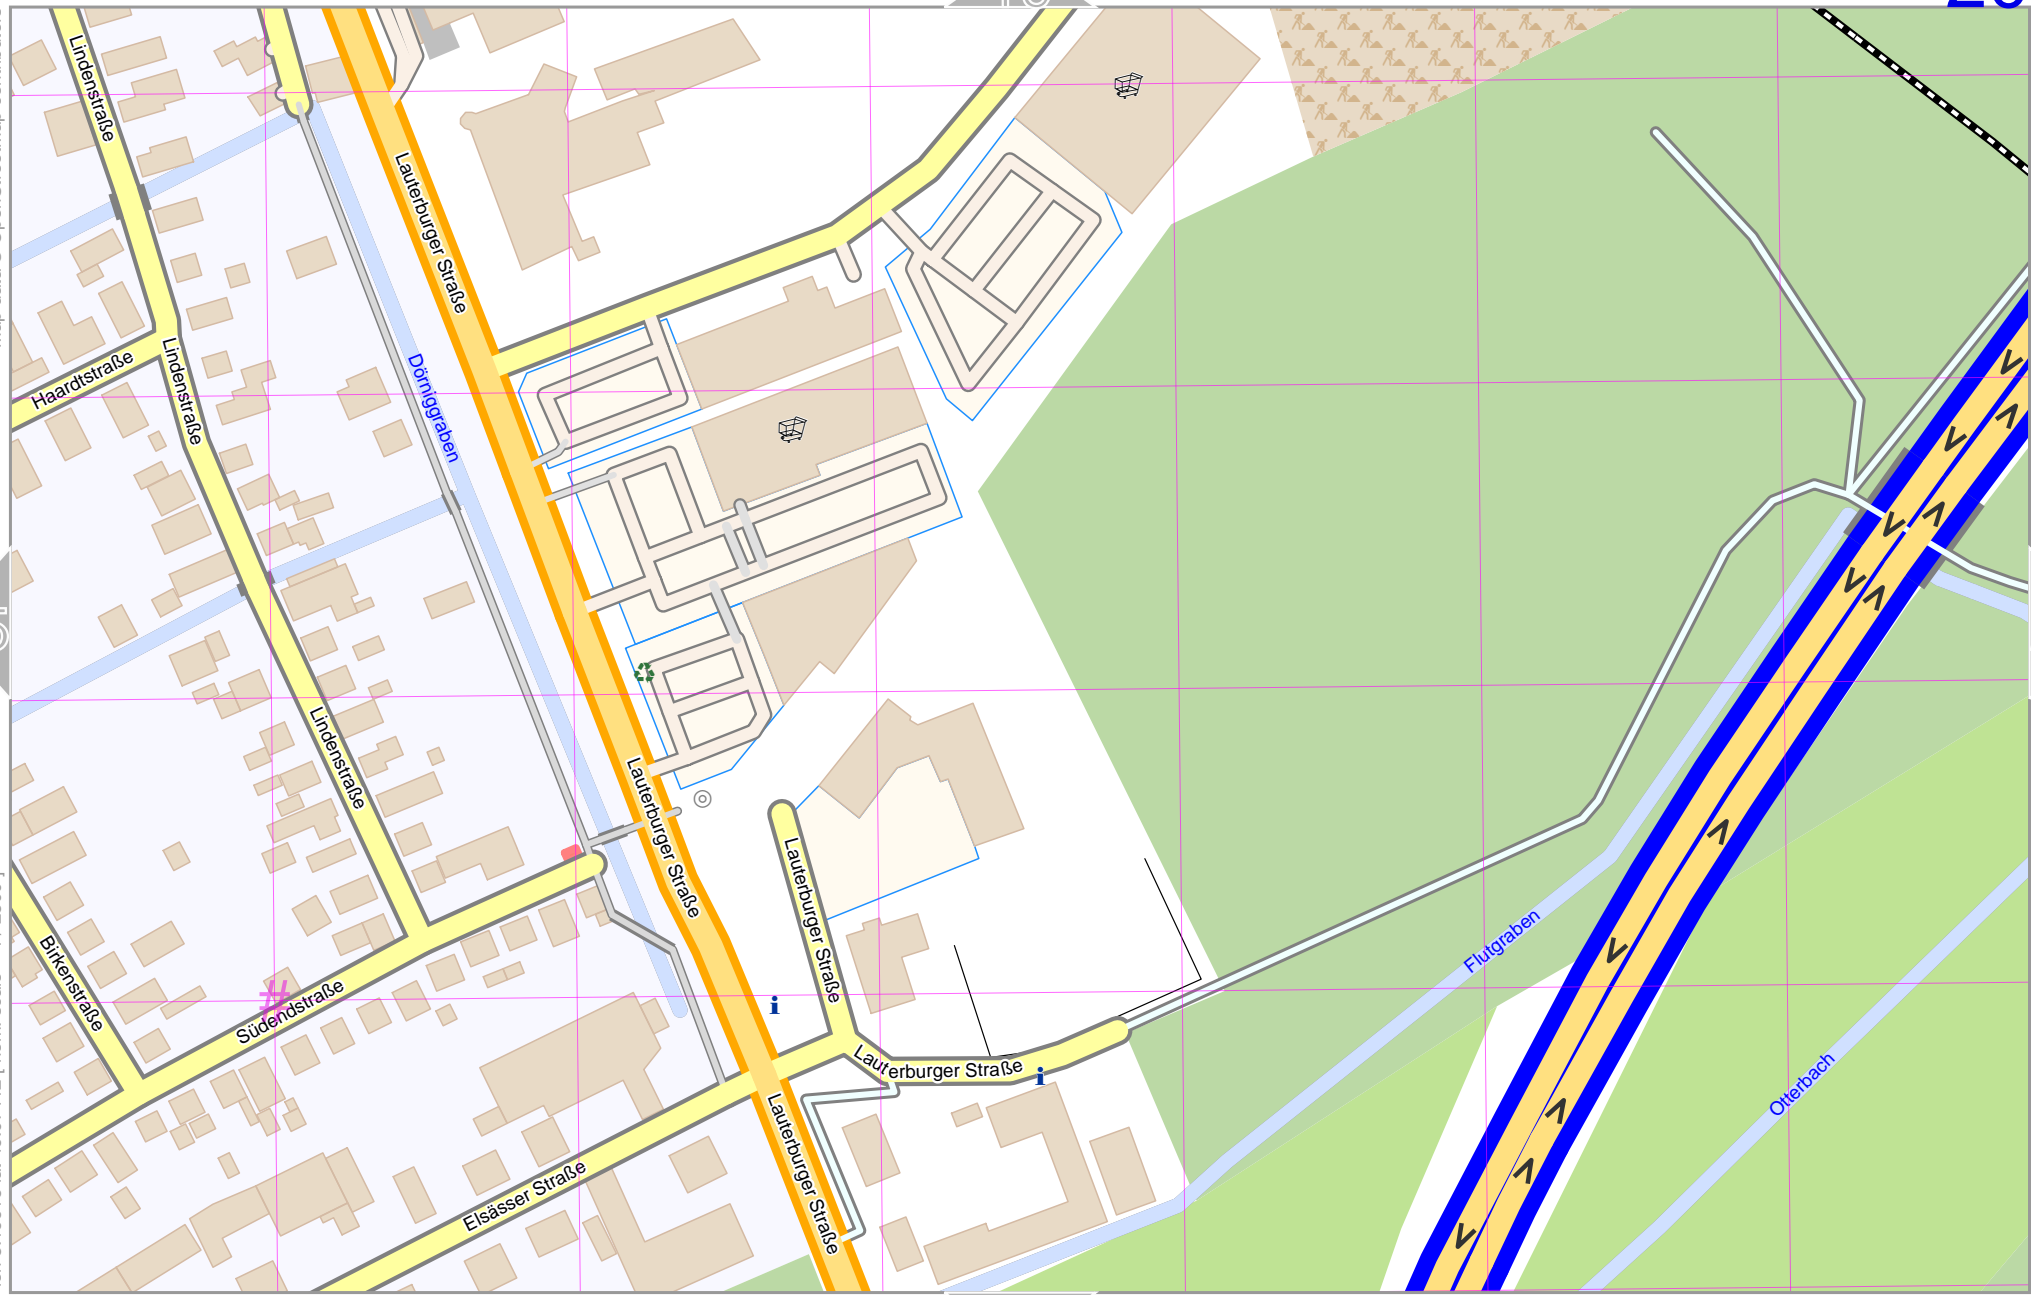 Lindenstraße
Lauterburger Straße
Lindenstraße
Haardtstraße
Dörniggraben
Lindenstraße
Lauterburger Straße
Lauterburger Straße
Birkenstraße
Flutgraben
#
Südendstraße
i
Lauterburger Straße
i
Otterbach
Lauterburger Straße
Elsässer Straße